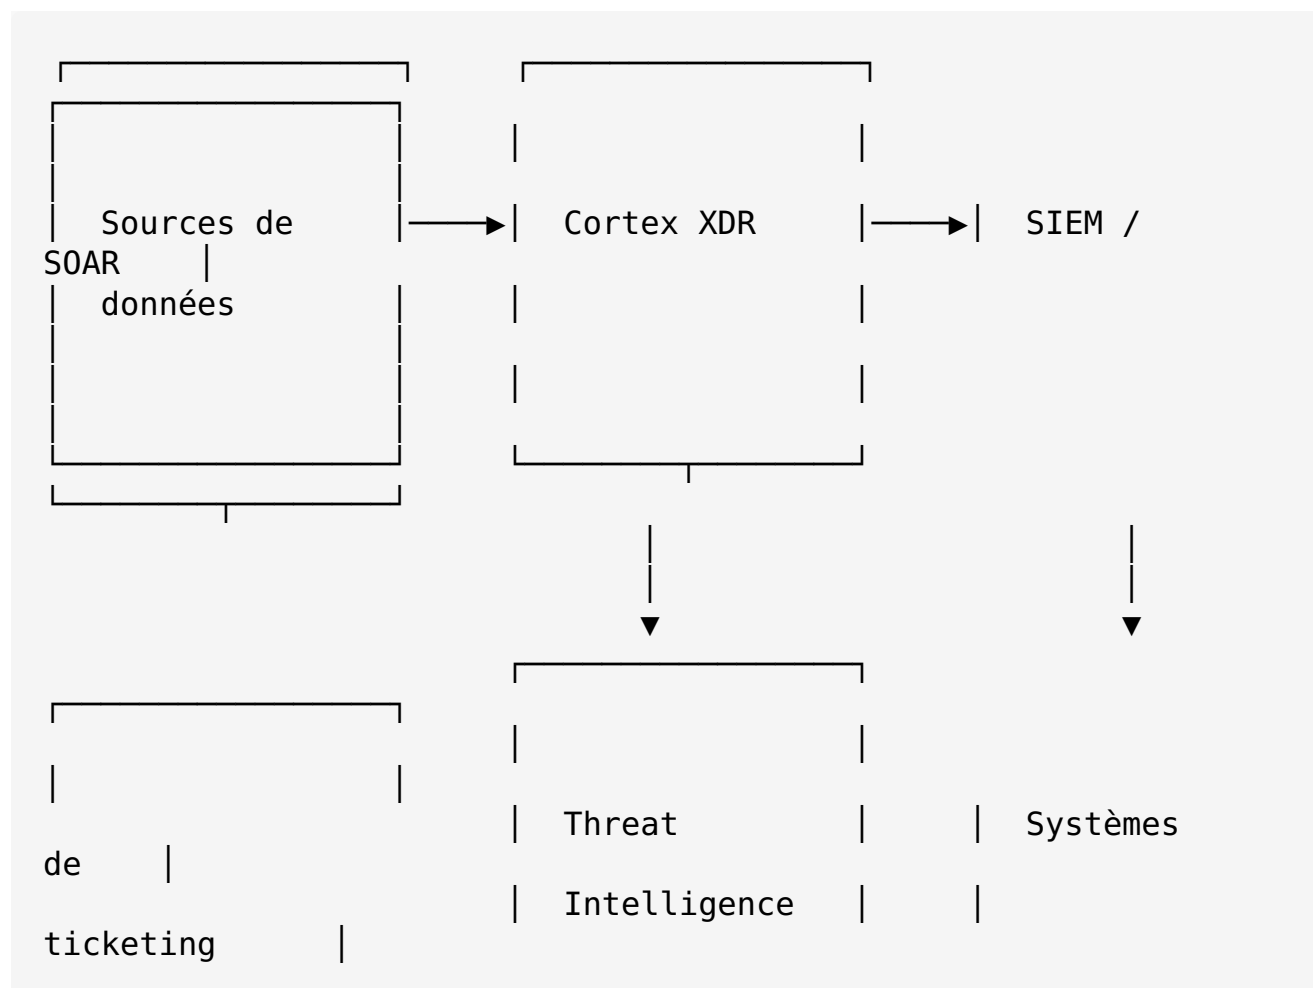 Sources de Cortex XDR SIEM /
SOAR
données
Threat Systèmes
de
Intelligence
ticketing